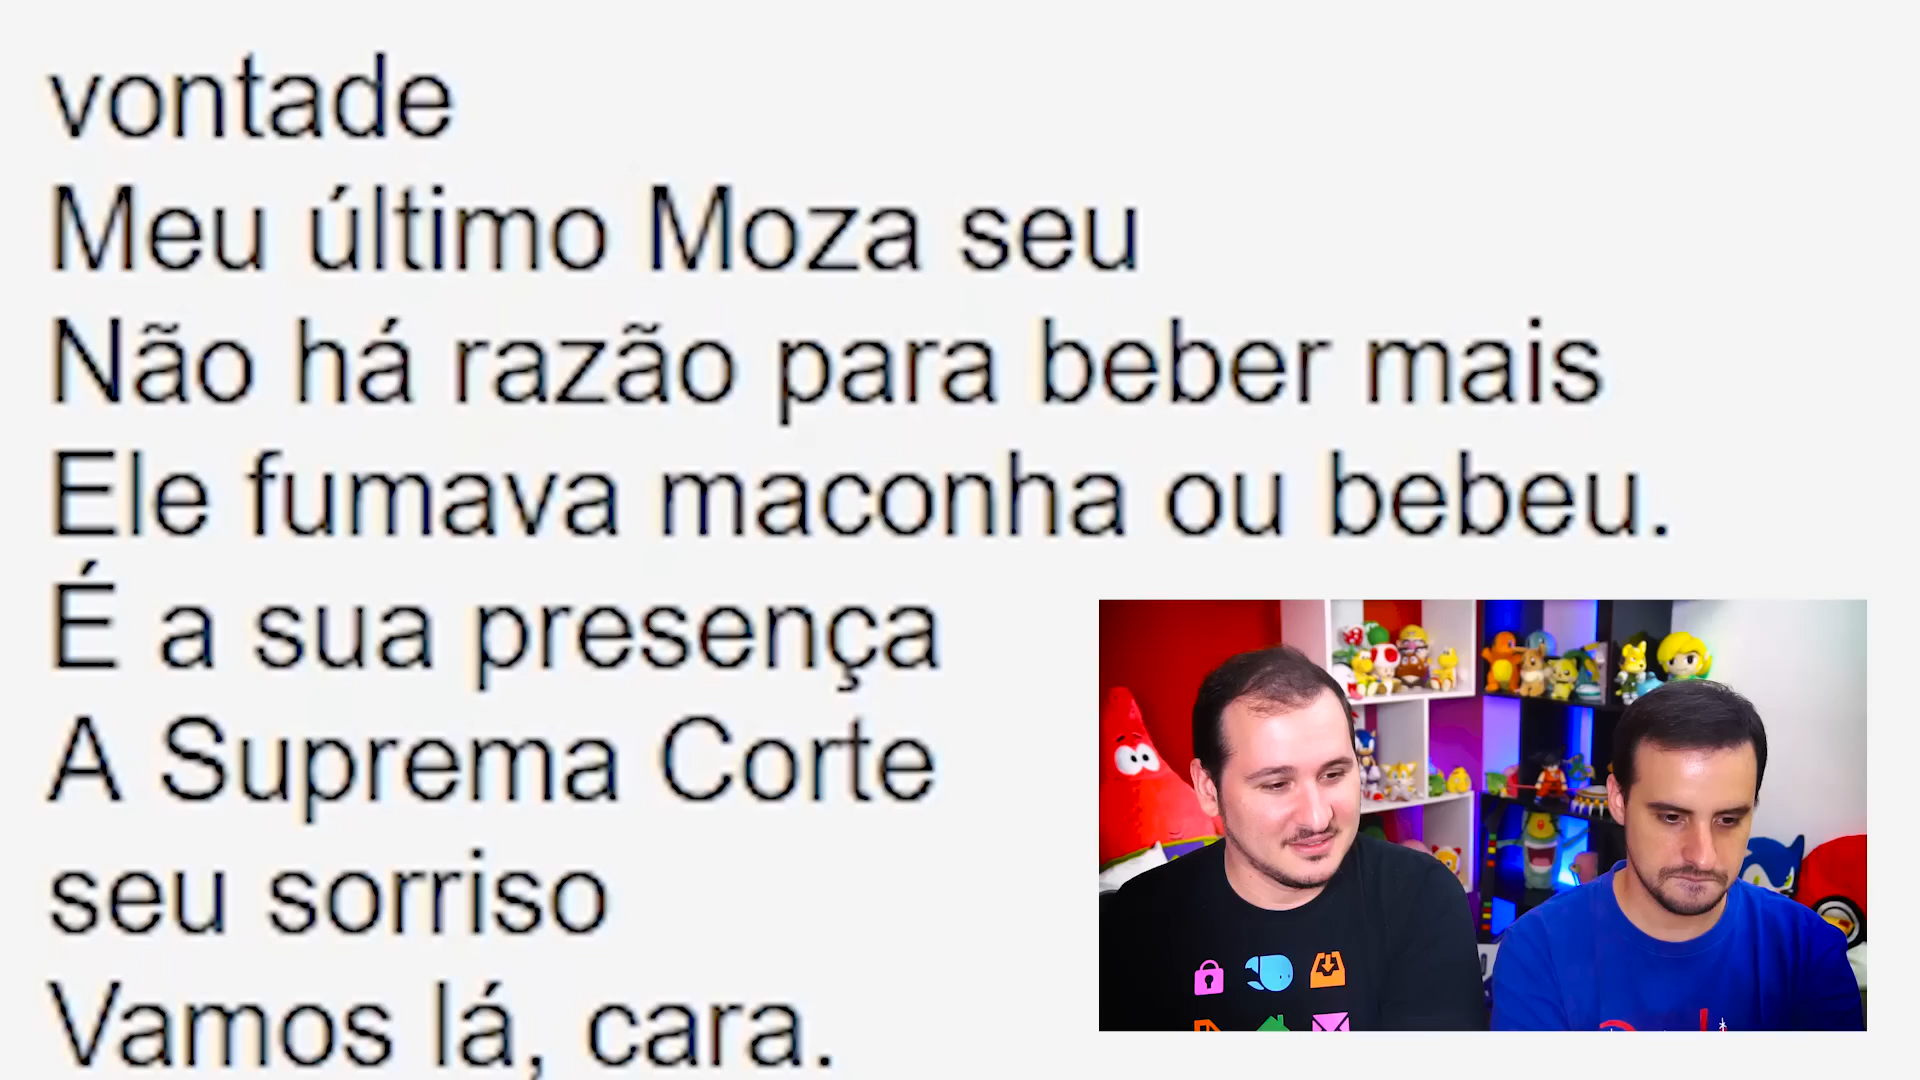 vontade
Meu último Moza seu
Não há razão para beber mais
Ele fumava maconha ou bebeu.
É a sua presença
A Suprema Corte
seu sorriso
Vamos lá, cara.